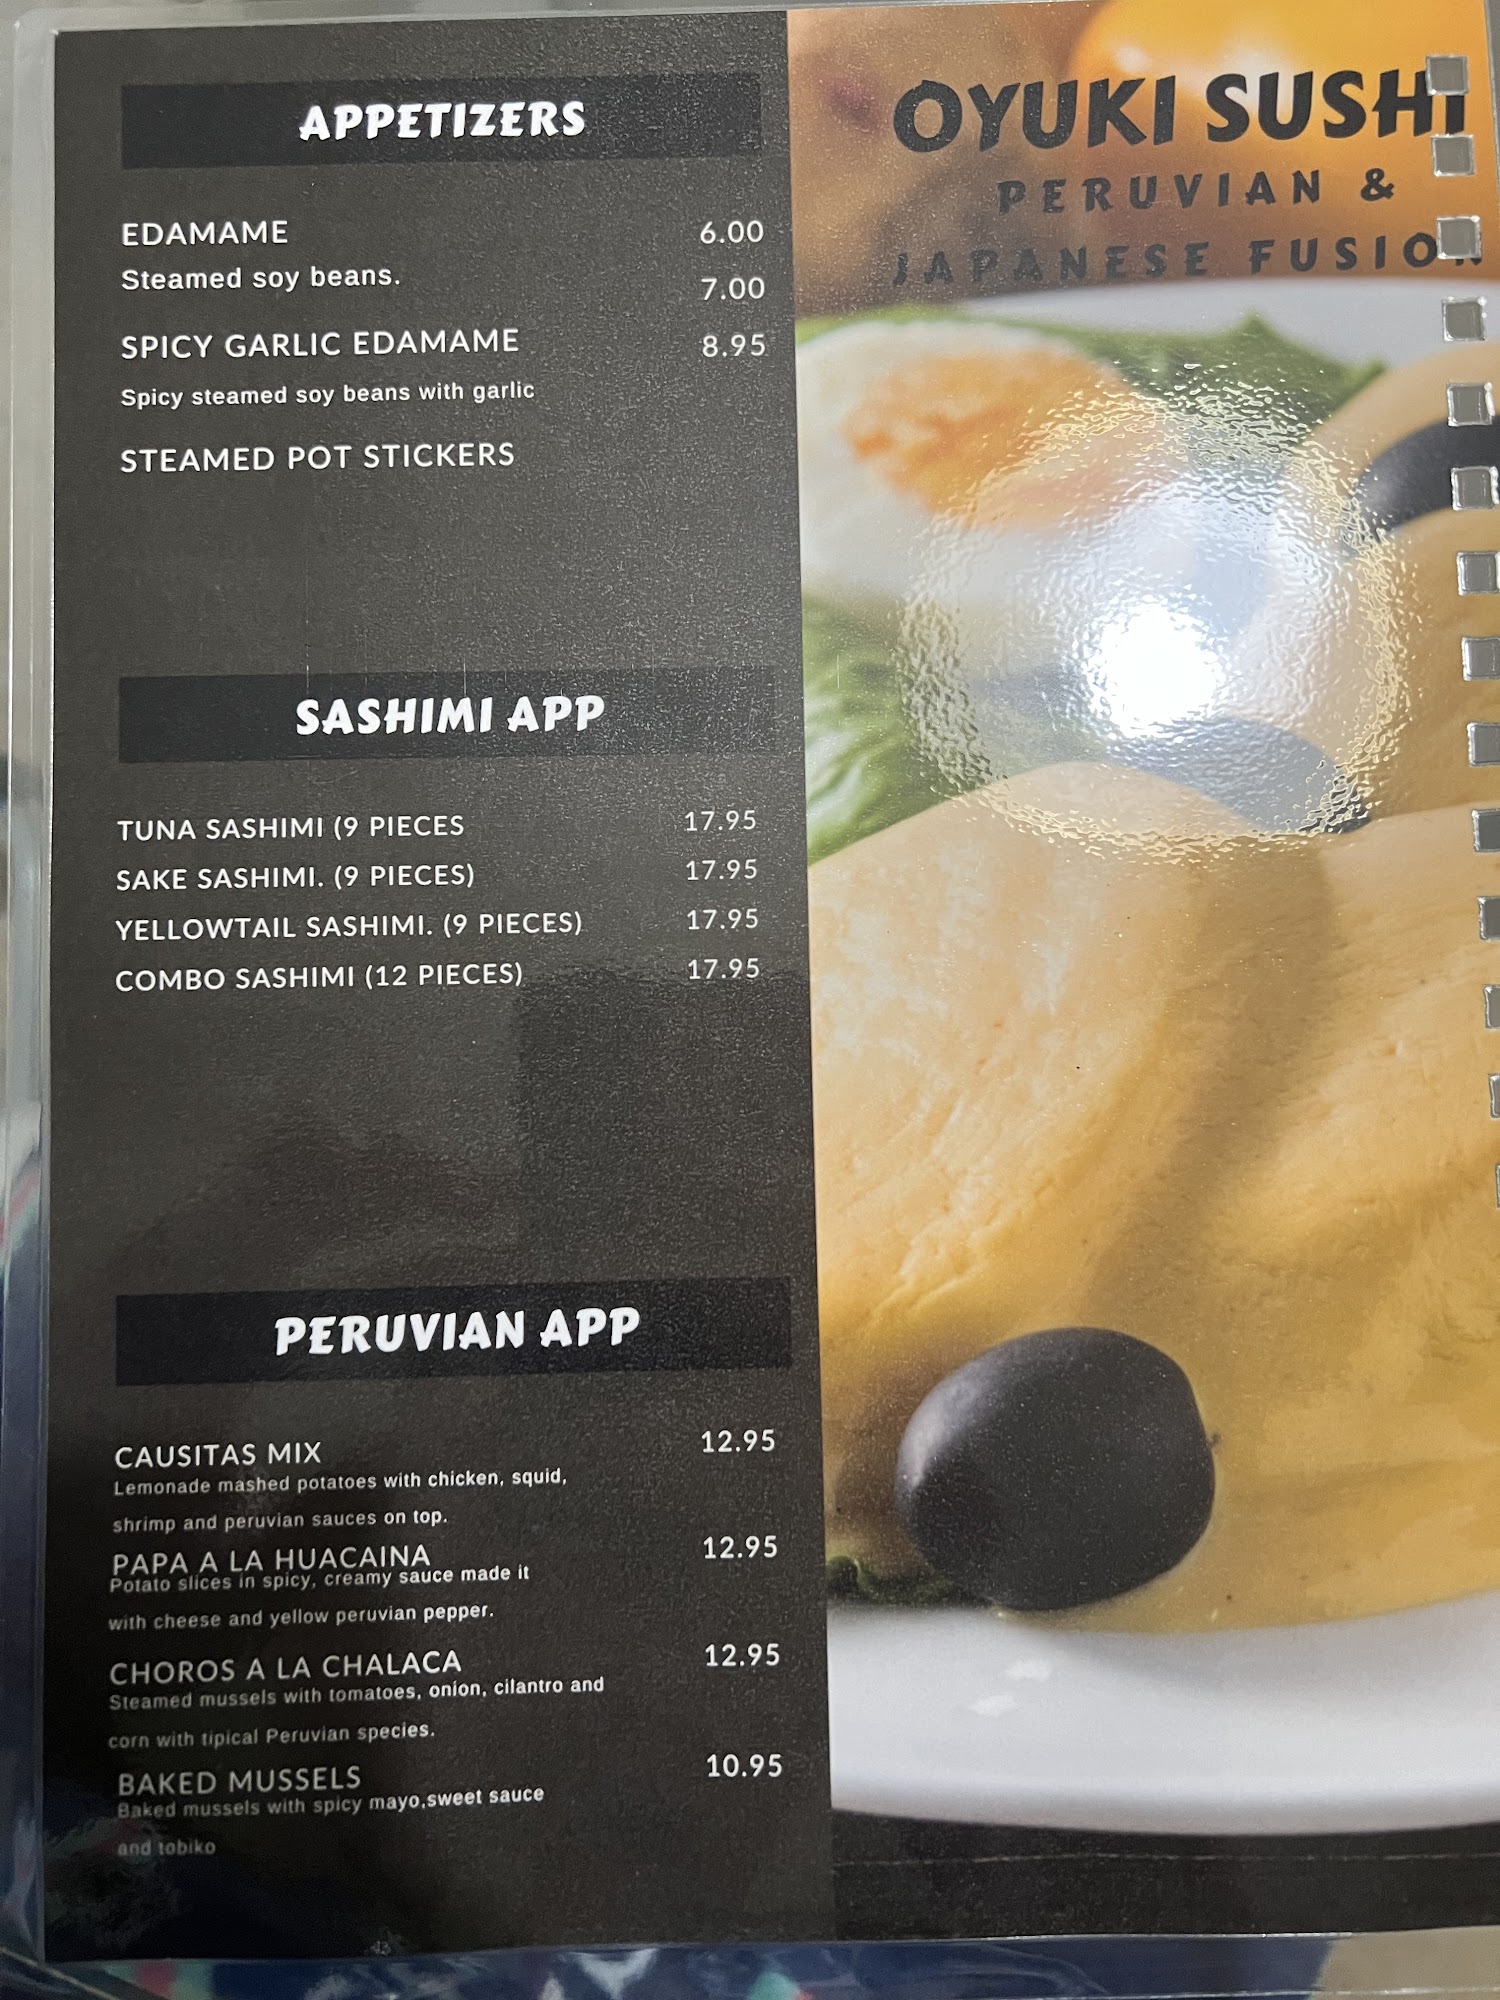 APPETIZERS
EDAMAME 6.00
Steamed soy beans.
7.00
SPICY GARLIC EDAMAME
8.95
Spicy steamed soy beans with garlic
STEAMED POT STICKERS
SASHIMI APP
TUNA SASHIMI (9 PIECES 17.95
SAKE SASHIMI. (9 PIECES) 17.95
YELLOWTAIL SASHIMI. (9 PIECES) 17.95
COMBO SASHIMI (12 PIECES) 17.95
PERUVIAN APP
CAUSITAS MIX 12.95
Lemonade mashed potatoes with chicken, squid,
shrimp and peruvian sauces on top.
PAPA A LA HUACAINA 12.95
Potato slices in spicy, creamy sauce made it
with cheese and yellow peruvian pepper.
CHOROS A LA CHALACA 12.95
Steamed mussels with tomatoes, onion, cilantro and
corn with tipical Peruvian species.
BAKED MUSSELS 10.95
Baked mussels with spicy mayo,sweet sauce
and tobiko
OYUKI SUSHI
PERUVIAN &
JAPANESE FUSION